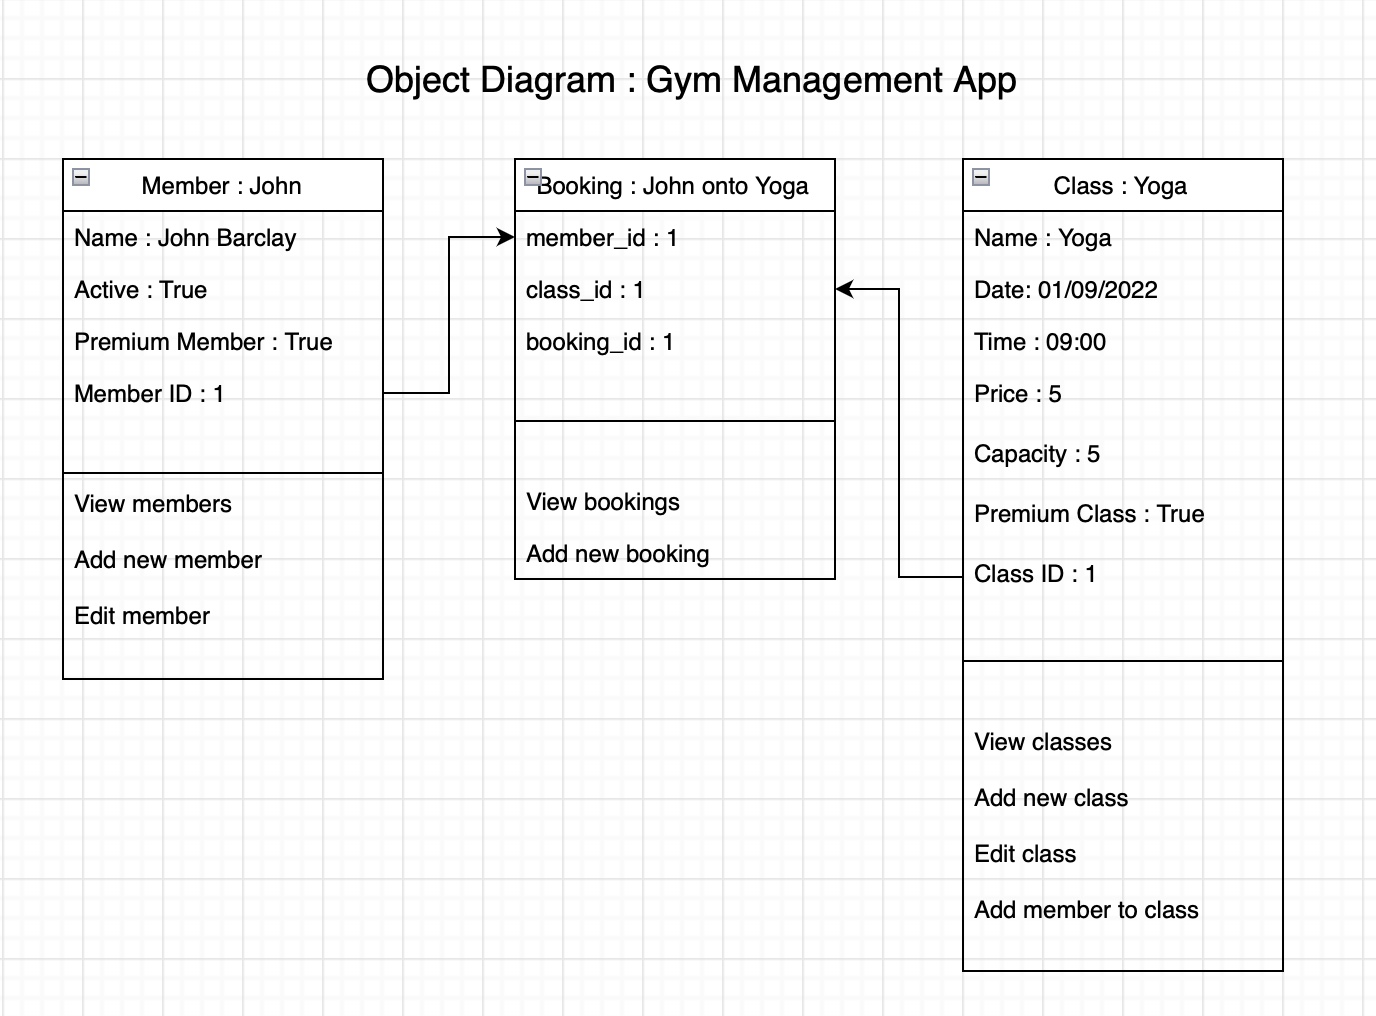 Object Diagram : Gym Management App
Member : John
Name : John Barclay
Active : True
Premium Member : True
Member ID : 1
View members
Add new member
Edit member
Booking : John onto Yoga
member_id : 1
class_id : 1
booking_id : 1
View bookings
Add new booking
Class : Yoga
Name : Yoga
Date: 01/09/2022
Time : 09:00
Price : 5
Capacity : 5
Premium Class : True
Class ID : 1
View classes
Add new class
Edit class
Add member to class